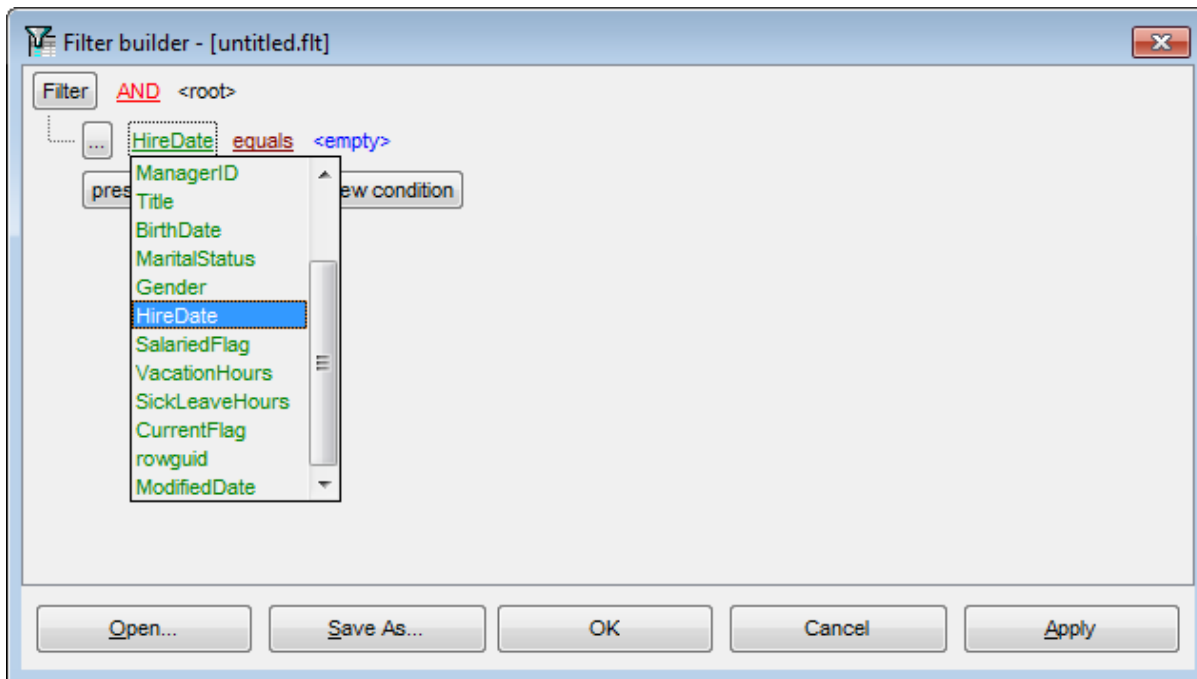 Filter builder - [untitled.flt]
Filter AND <root>
... HireDate equals <empty>
ManagerID
pres ew condition
Title
BirthDate
MaritalStatus
Gender
HireDate
SalariedFlag
VacationHours
SickLeaveHours
CurrentFlag
rowguid
ModifiedDate
Open... Save As... OK Cancel Apply